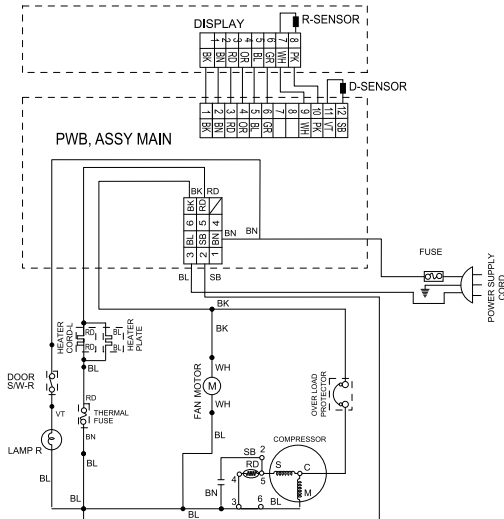 DISPLAY
R-SENSOR
1 2 3 4 5 6 7 8
BK BN RD OR BL GR WH PK
D-SENSOR
1 2 3 4 5 6 7 8 9 10 11 12
BK BN RD OR BL GR WH PK VT SB
PWB, ASSY MAIN
BK RD
BK RD
6 5 4
BL SB BN
3 2 1
BN
BN
BL SB
FUSE
POWER SUPPLY CORD
BK
BK
HEATER CORD-L
RD
RD
BL
BL
HEATER PLATE
BL
DOOR S/W-R
VT
LAMP R
BL
RD
THERMAL FUSE
BN
BL
BL
WH
FAN MOTOR
M
WH
BL
OVER LOAD PROTECTOR
COMPRESSOR
SB 2
RD
4 5
S C
M
BN
3 6
BL
BL